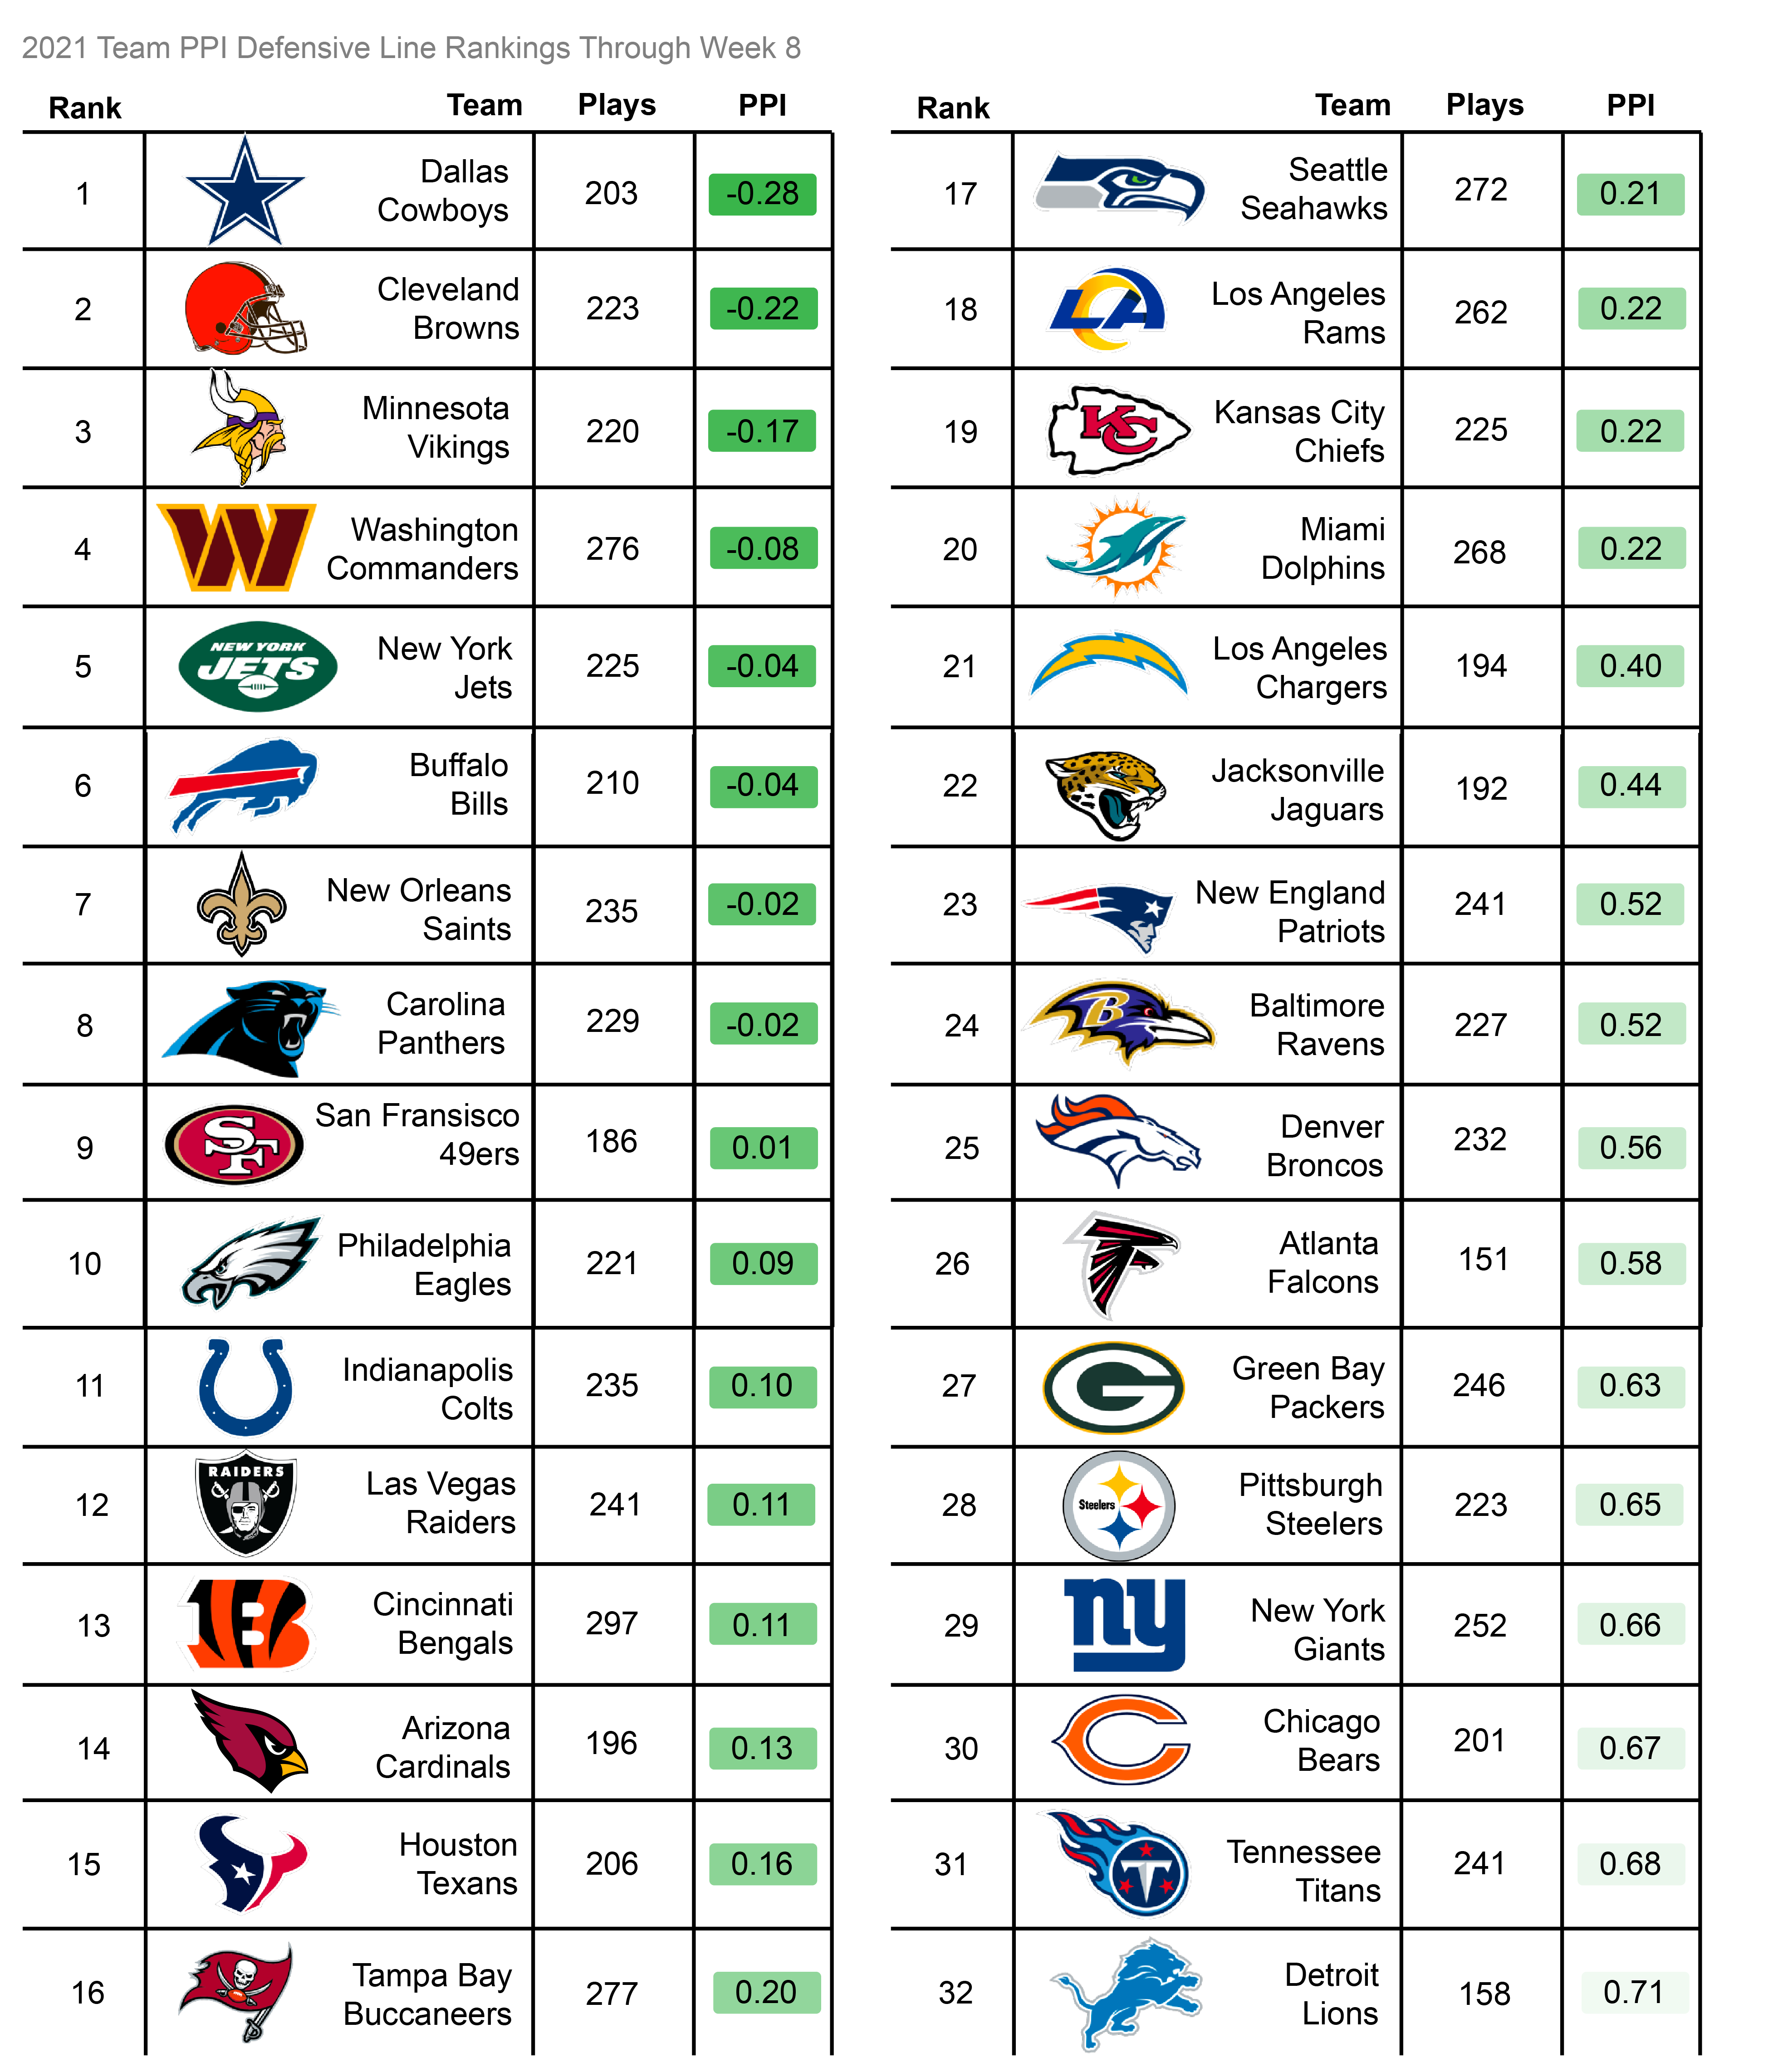 2021 Team PPI Defensive Line Rankings Through Week 8
Rank Team Plays PPI
1 Dallas Cowboys 203 -0.28
2 Cleveland Browns 223 -0.22
3 Minnesota Vikings 220 -0.17
4 Washington Commanders 276 -0.08
5 NEW YORK JETS New York Jets 225 -0.04
6 Buffalo Bills 210 -0.04
7 New Orleans Saints 235 -0.02
8 Carolina Panthers 229 -0.02
9 SF San Fransisco 49ers 186 0.01
10 Philadelphia Eagles 221 0.09
11 Indianapolis Colts 235 0.10
12 RAIDERS Las Vegas Raiders 241 0.11
13 B Cincinnati Bengals 297 0.11
14 Arizona Cardinals 196 0.13
15 Houston Texans 206 0.16
16 Tampa Bay Buccaneers 277 0.20
Rank Team Plays PPI
17 Seattle Seahawks 272 0.21
18 LA Los Angeles Rams 262 0.22
19 KC Kansas City Chiefs 225 0.22
20 Miami Dolphins 268 0.22
21 Los Angeles Chargers 194 0.40
22 Jacksonville Jaguars 192 0.44
23 New England Patriots 241 0.52
24 B Baltimore Ravens 227 0.52
25 Denver Broncos 232 0.56
26 Atlanta Falcons 151 0.58
27 G Green Bay Packers 246 0.63
28 Steelers Pittsburgh Steelers 223 0.65
29 ny New York Giants 252 0.66
30 C Chicago Bears 201 0.67
31 T Tennessee Titans 241 0.68
32 Detroit Lions 158 0.71